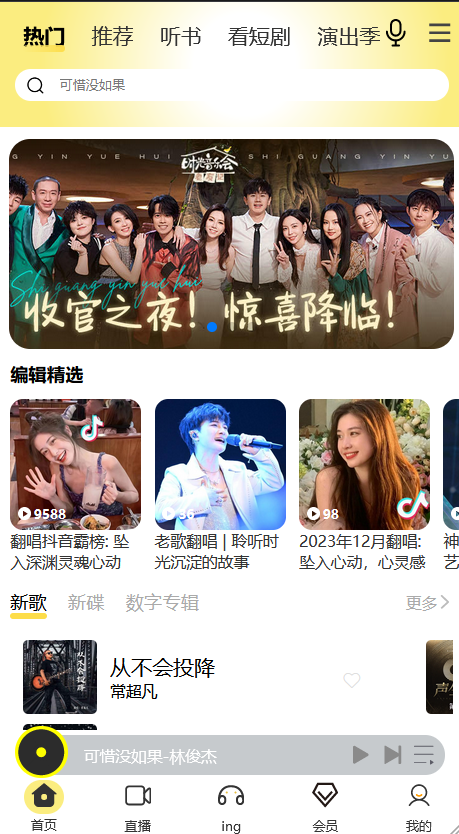 热门 推荐 听书 看短剧 演出季
可惜没如果
YIN YUE HUI
时光音乐会
SHI GUANG YIN YUE HUI
Shi guang yin yue hui
收官之夜！惊喜降临！
编辑精选
9588
36
98
翻唱抖音霸榜: 坠
入深渊灵魂心动
老歌翻唱 | 聆听时
光沉淀的故事
2023年12月翻唱:
坠入心动，心灵感
神
艺
新歌 新碟 数字专辑 更多
从不会投降
从不会投降
常超凡
可惜没如果-林俊杰
首页 直播 ing 会员 我的